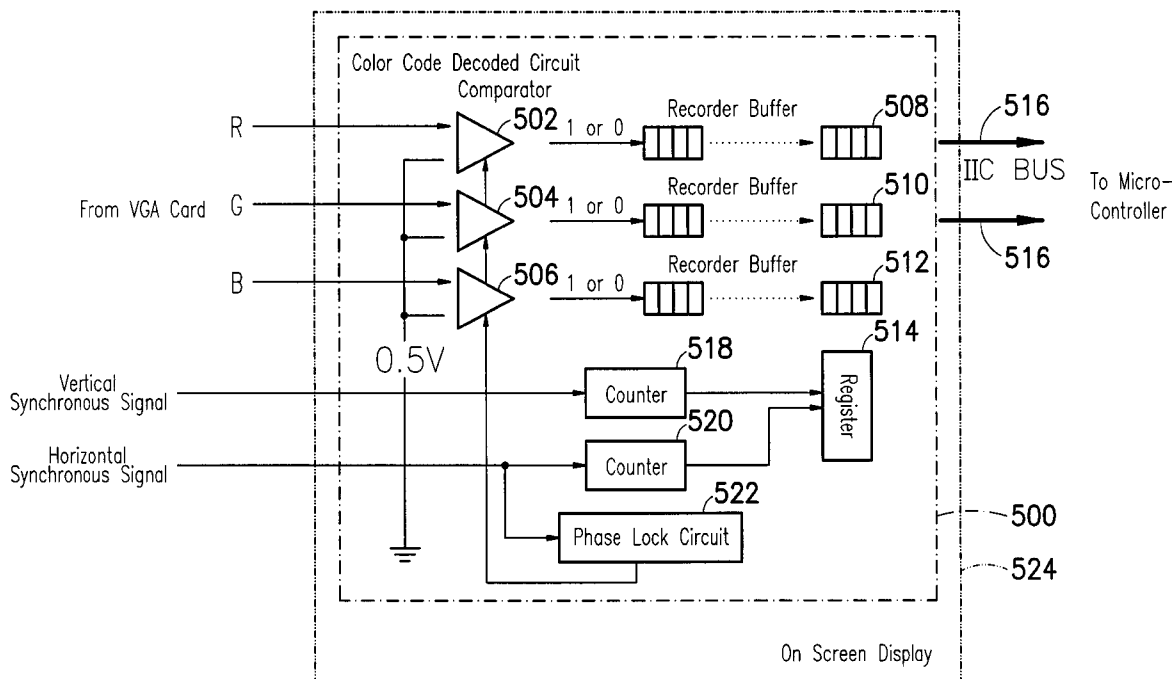 Color Code Decoded Circuit
Comparator
R
502
1 or 0
Recorder Buffer
508
516
IIC BUS
To Micro-
Controller
From VGA Card
G
504
1 or 0
Recorder Buffer
510
516
B
506
1 or 0
Recorder Buffer
512
0.5V
514
Register
Vertical
Synchronous Signal
518
Counter
Horizontal
Synchronous Signal
520
Counter
522
Phase Lock Circuit
500
524
On Screen Display